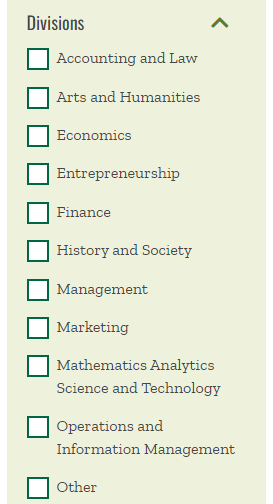 Divisions
Accounting and Law
Arts and Humanities
Economics
Entrepreneurship
Finance
History and Society
Management
Marketing
Mathematics Analytics
Science and Technology
Operations and
Information Management
Other